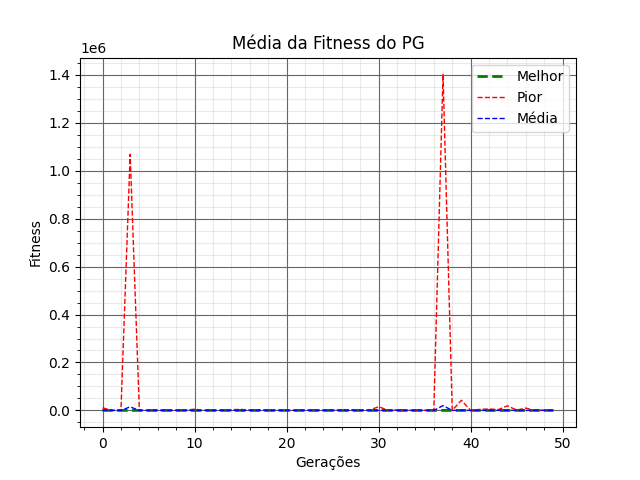 Média da Fitness do PG
1e6
1.4
1.2
1.0
0.8
0.6
0.4
0.2
0.0
Fitness
Melhor
Pior
Média
0 10 20 30 40 50
Gerações